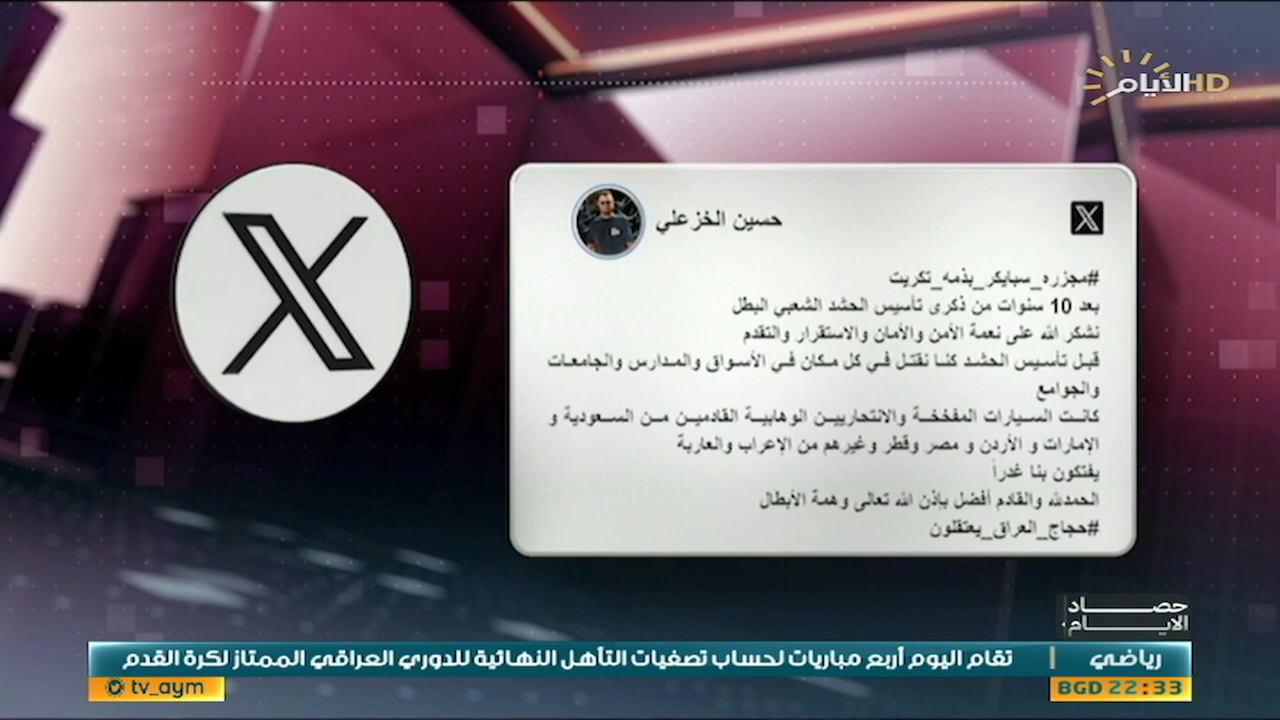 الأيام HD
حسين الخزعلي
#مجزره_سبايكر_بذمه_تكريت
بعد 10 سنوات من ذكرى تأسيس الحشد الشعبي البطل
نشكر الله على نعمة الأمن والأمان والاستقرار والتقدم
قبل تأسيس الحشد كنا نقتل في كل مكان في الأسواق والمدارس والجامعات
والجوامع
كانت السيارات المفخخة والانتحاريين الوهابية القادمين من السعودية و
الإمارات و الأردن و مصر وقطر وغيرهم من الإعراب والعاربة
يفتكون بنا غدراً
الحمدلله والقادم أفضل بإذن الله تعالى وهمة الأبطال
#حجاج_العراق_يعتقلون
حصاد
الايام
رياضي | تقام اليوم أربع مباريات لحساب تصفيات التأهل النهائية للدوري العراقي الممتاز لكرة القدم
tv_aym
BGD 22:33